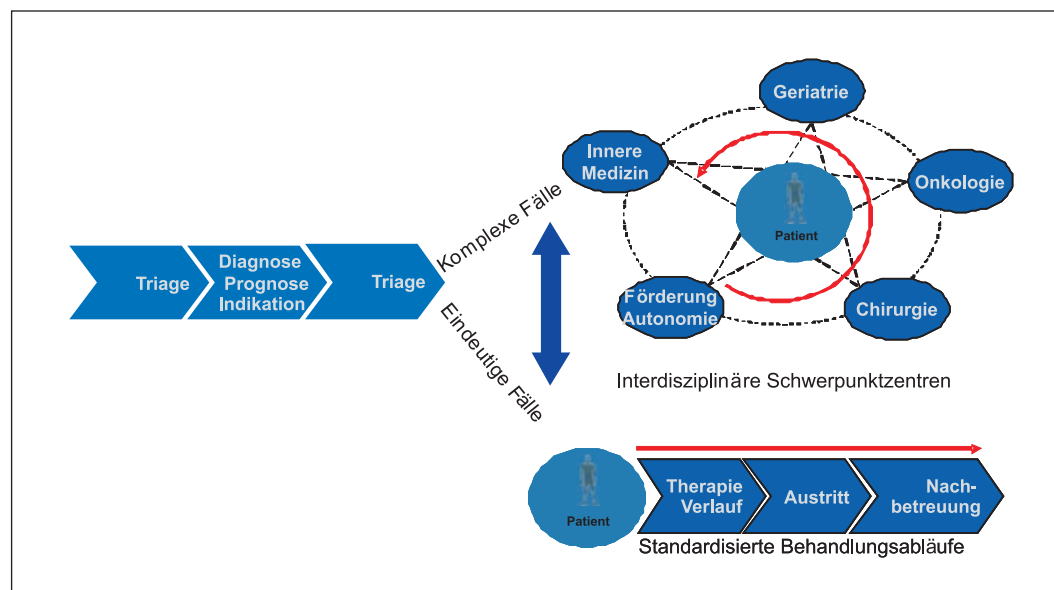 Triage
Diagnose
Prognose
Indikation
Triage
Komplexe Fälle
Eindeutige Fälle
Geriatrie
Innere
Medizin
Onkologie
Patient
Förderung
Autonomie
Chirurgie
Interdisziplinäre Schwerpunktzentren
Patient
Therapie
Verlauf
Austritt
Nach-
betreuung
Standardisierte Behandlungsabläufe